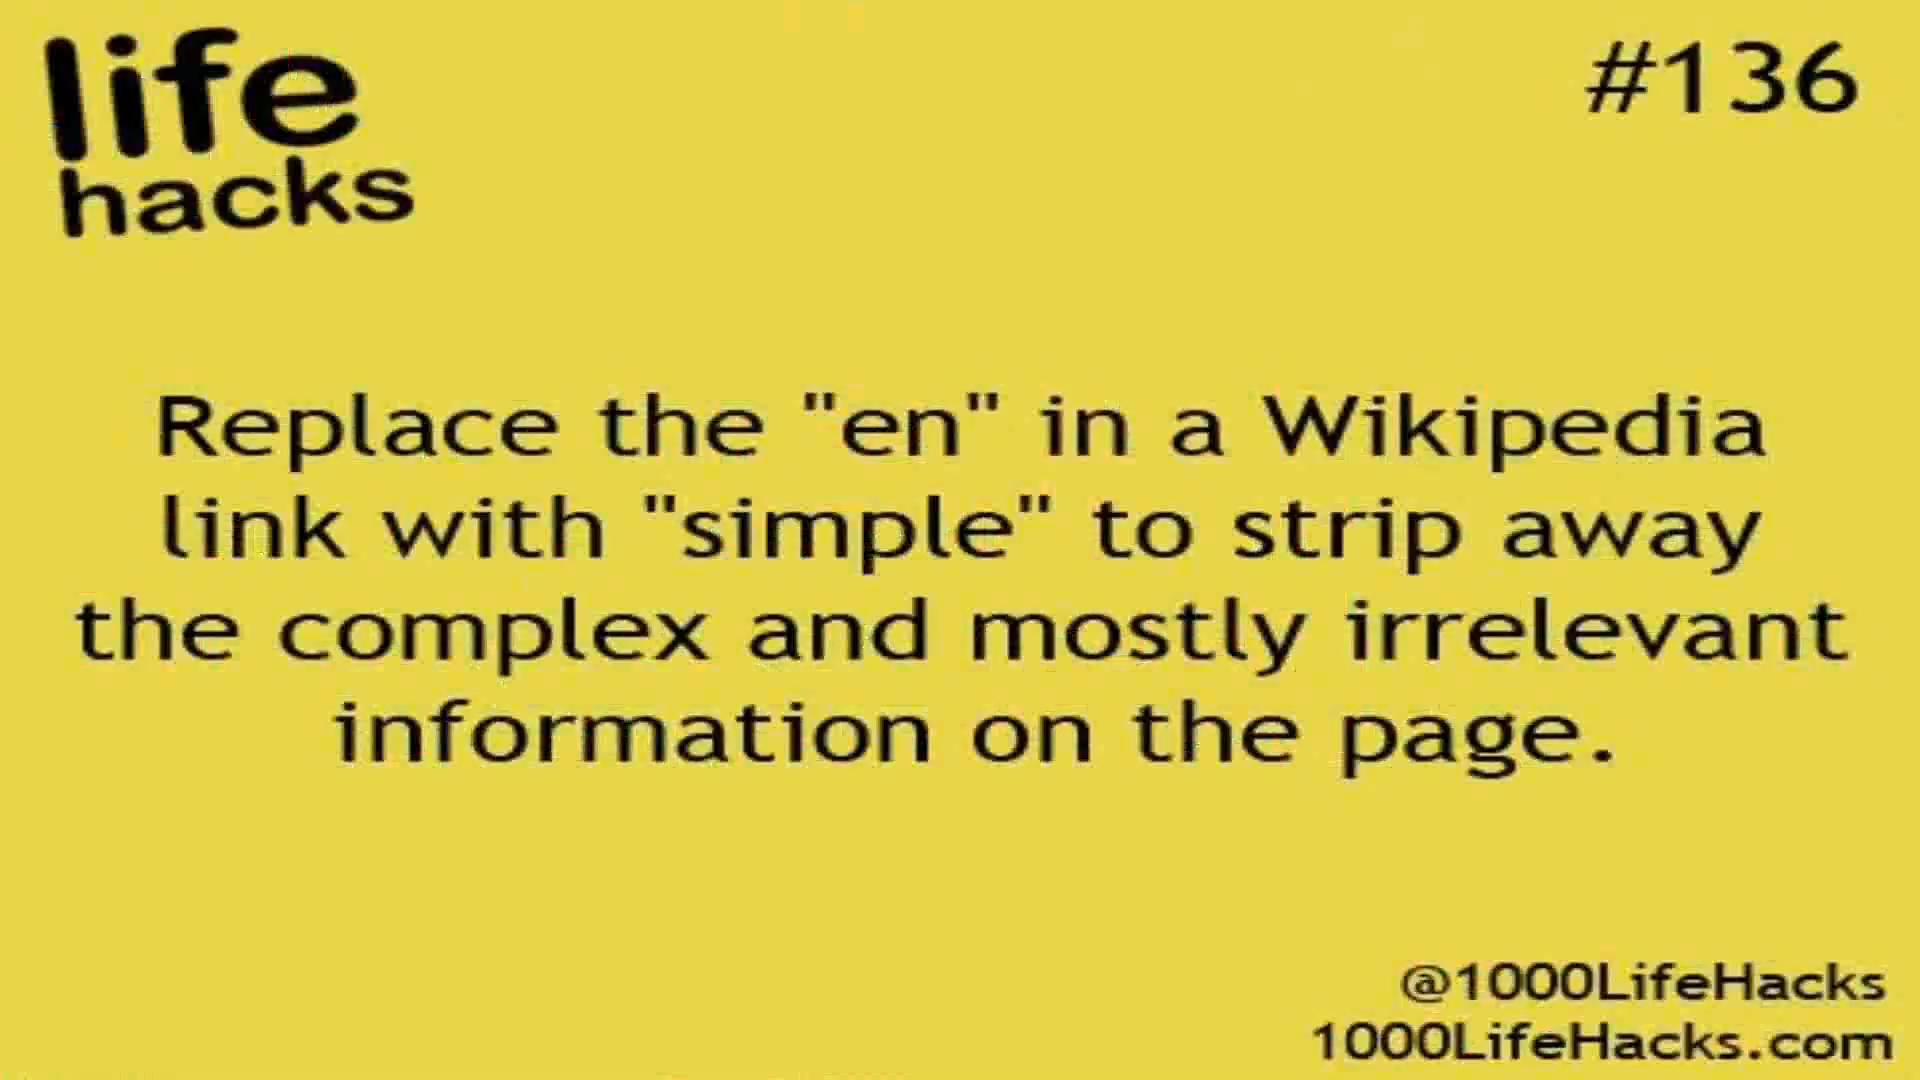 life
hacks
#136
Replace the "en" in a Wikipedia
link with "simple" to strip away
the complex and mostly irrelevant
information on the page.
@1000LifeHacks
1000LifeHacks.com